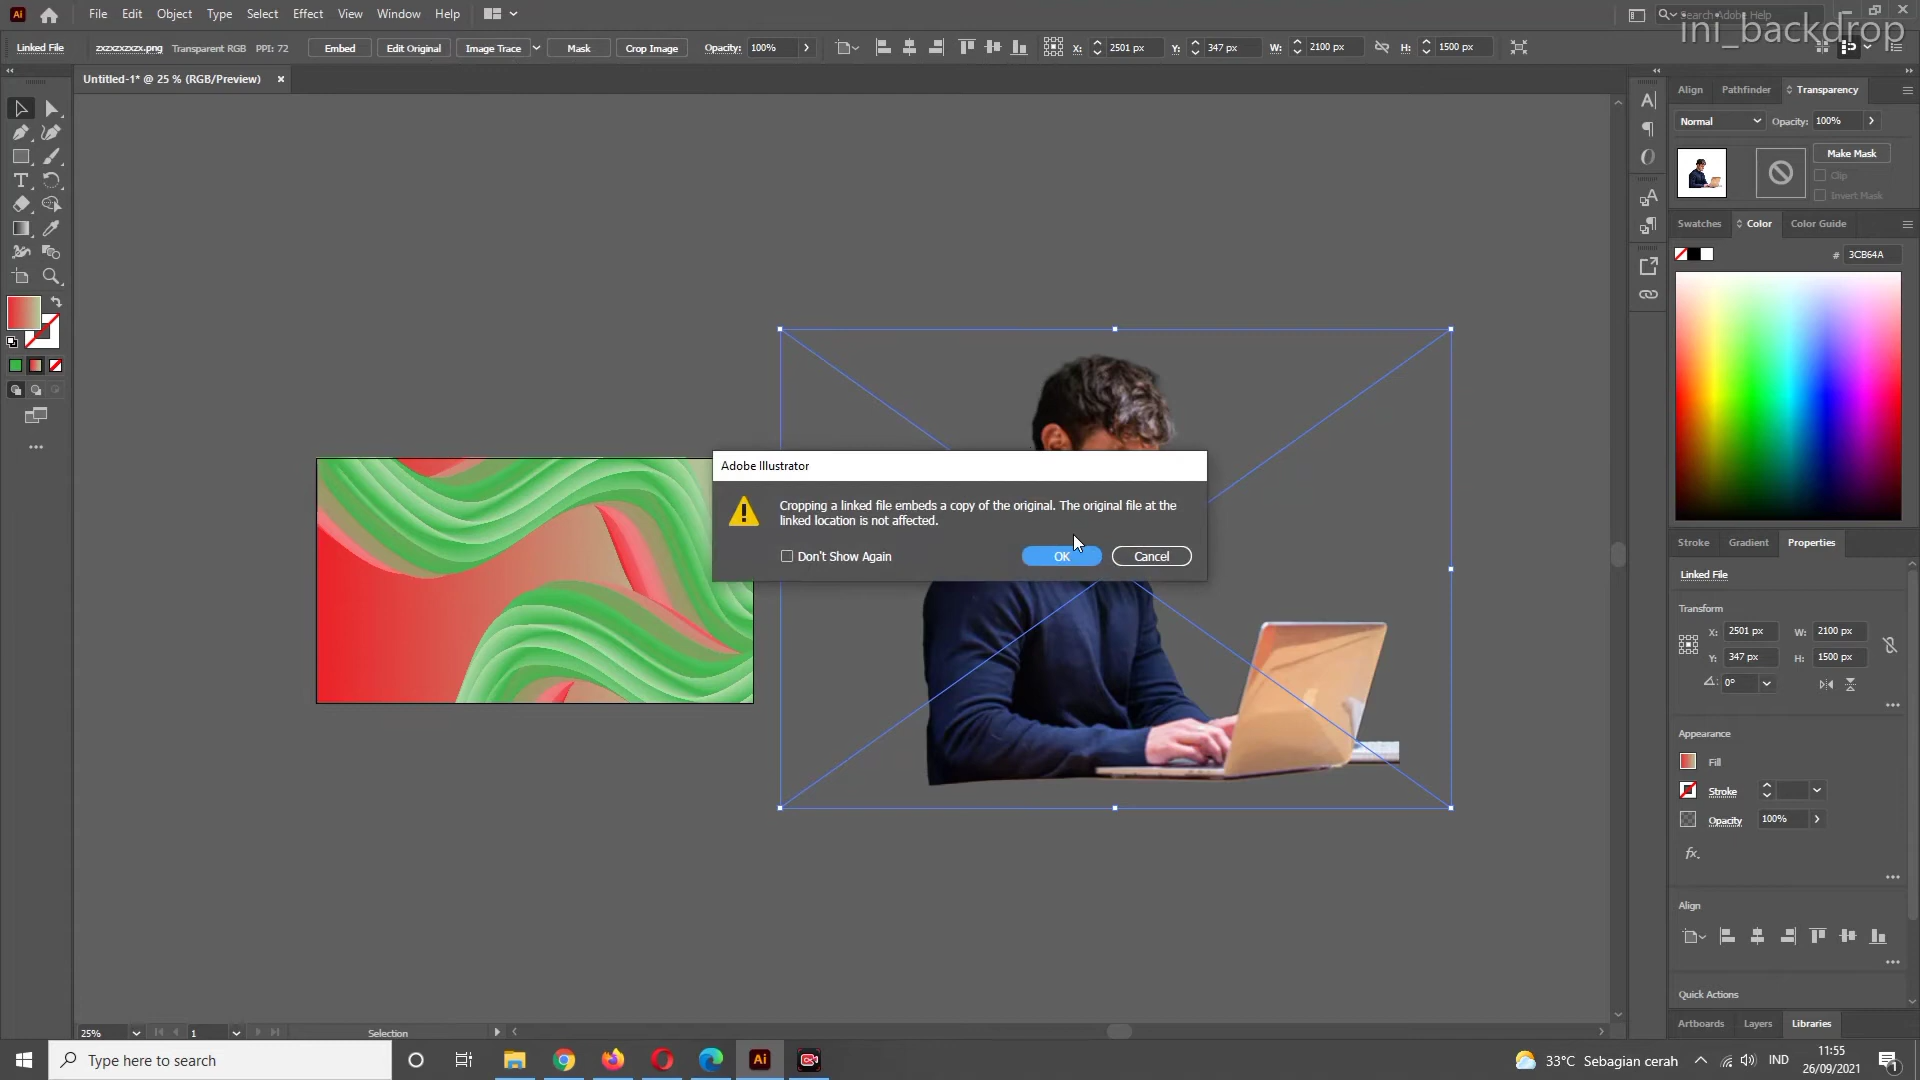 Ai File Edit Object Type Select Effect View Window Help Search Adobe Help
ini_backdrop
Linked File zxzxzxzxzx.png Transparent RGB PPI: 72 Embed Edit Original Image Trace Mask Crop Image Opacity: 100% X: 2501 px Y: 347 px W: 2100 px H: 1500 px
Untitled-1* @ 25 % (RGB/Preview) ×
Align Pathfinder Transparency
Normal Opacity: 100%
Make Mask
Clip
Invert Mask
Swatches Color Color Guide
# 3CB64A
Adobe Illustrator
Cropping a linked file embeds a copy of the original. The original file at the
linked location is not affected.
Don't Show Again OK Cancel
Stroke Gradient Properties
Linked File
Transform
X: 2501 px W: 2100 px
Y: 347 px H: 1500 px
0°
Appearance
Fill
Stroke
Opacity 100%
fx.
Align
Quick Actions
Artboards Layers Libraries
25% 1 Selection
Type here to search
Ai
33°C Sebagian cerah IND
11:55
26/09/2021
1